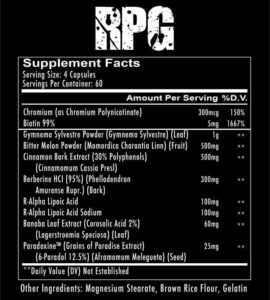 RPG
Supplement Facts
Serving Size: 4 Capsules
Servings Per Container: 60
Amount Per Serving %D.V.
Chromium (as Chromium Polynicotinate) 300mcg 150%
Biotin 99% 5mg 1667%
Gymnema Sylvestre Powder (Gymnema Sylvestre) (Leaf) 1g **
Bitter Melon Powder (Momordica Charantia Linn) (Fruit) 500mg **
Cinnamon Bark Extract (30% Polyphenols) 500mg **
(Cinnamomum Cassia Presl)
Berberine HCl (95%) (Phellodendron 300mg **
Amurense Rupr.) (Bark)
R-Alpha Lipoic Acid 100mg **
R-Alpha Lipoic Acid Sodium 100mg **
Banaba Leaf Extract (Corosolic Acid 2%) 60mg **
(Lagerstroemia Speciosa) (Leaf)
Paradoxine™ (Grains of Paradise Extract) 25mg **
(6-Paradol 12.5%) (Aframomum Melegueta) (Seed)
**Daily Value (DV) Not Established
Other Ingredients: Magnesium Stearate, Brown Rice Flour, Gelatin